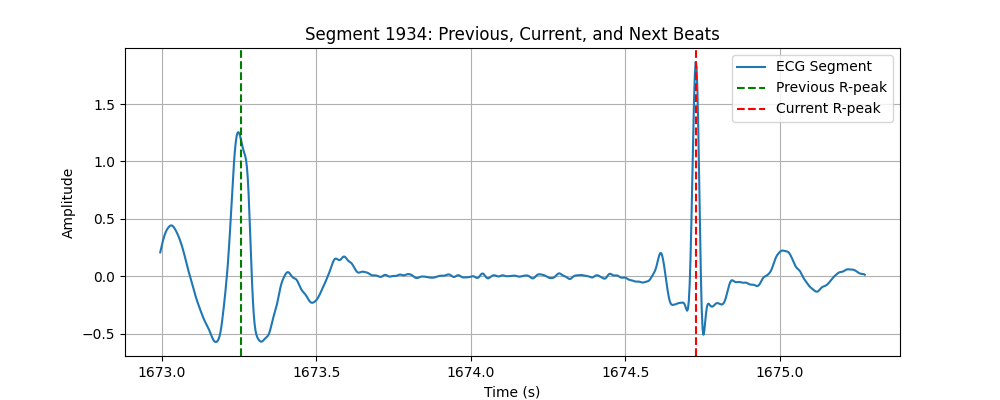 Segment 1934: Previous, Current, and Next Beats
ECG Segment
Previous R-peak
Current R-peak
Amplitude
1.5
1.0
0.5
0.0
−0.5
1673.0 1673.5 1674.0 1674.5 1675.0
Time (s)